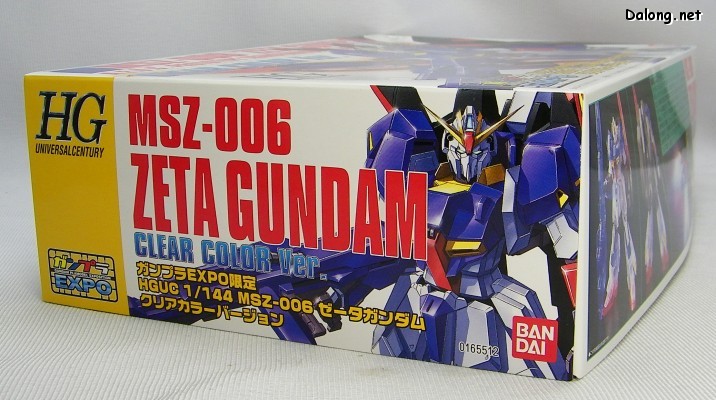 Dalong.net
HG
UNIVERSAL CENTURY
MSZ-006
ZETA GUNDAM
CLEAR COLOR Ver.
ガンプラ
EXPO
ガンプラEXPO限定
HGUC 1/144 MSZ-006 ゼータガンダム
クリアカラーバージョン
0165512
BAN
DAI